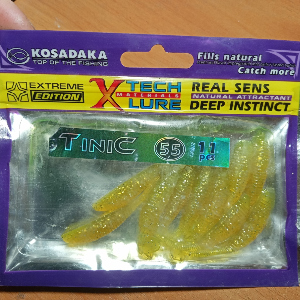 KOSADAKA
TOP OF THE FISHING
Fills natural
Catch more
EXTREME
EDITION
X TECH
MATERIALS
LURE
REAL SENS
NATURAL ATTRACTANT
DEEP INSTINCT
TINIC
55
11
pcs